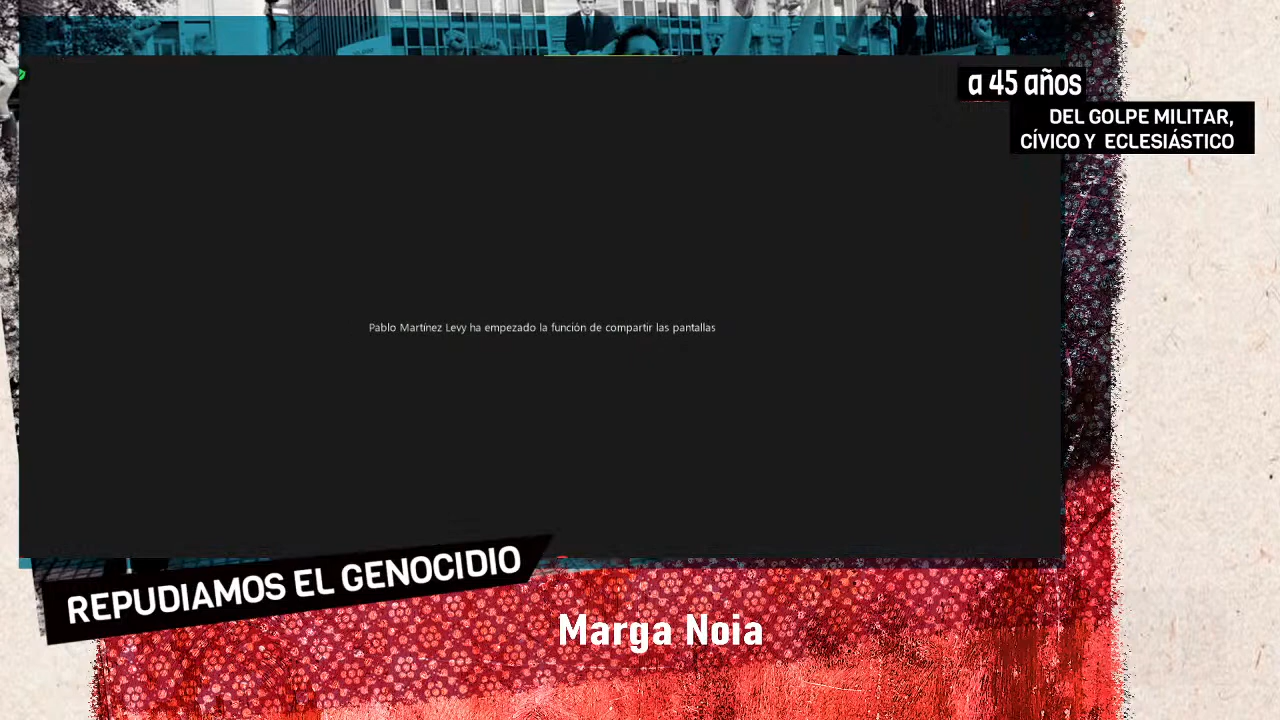 a 45 años
DEL GOLPE MILITAR,
CÍVICO Y ECLESIÁSTICO
Pablo Martínez Levy ha empezado la función de compartir las pantallas
REPUDIAMOS EL GENOCIDIO
Marga Noia